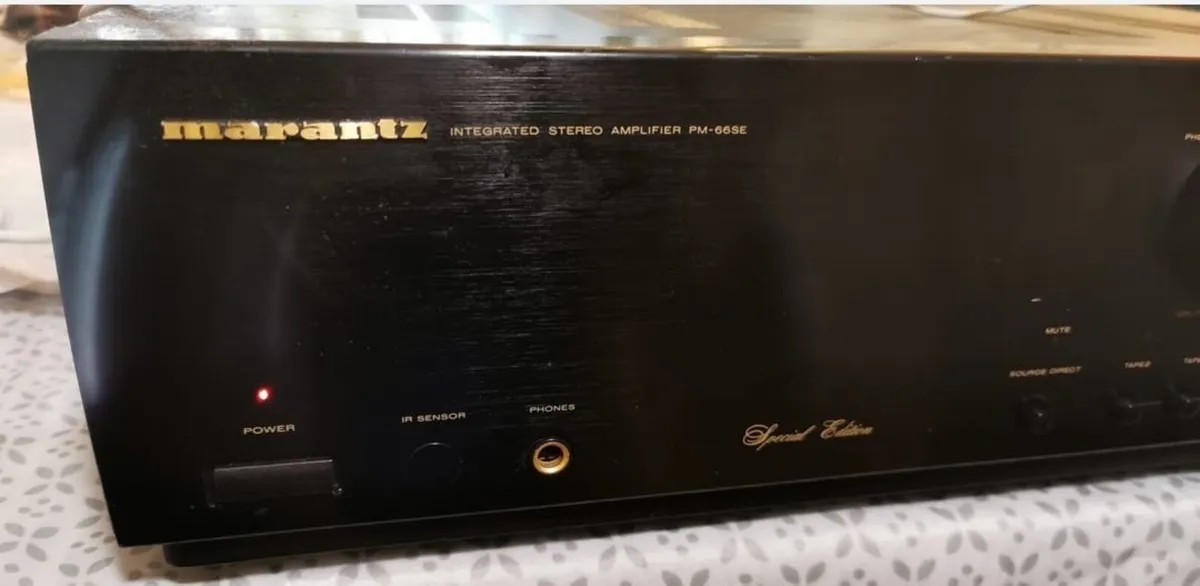 marantz INTEGRATED STEREO AMPLIFIER PM-66SE
MUTE
SOURCE DIRECT TAPE2
POWER IR SENSOR PHONES
Special Edition